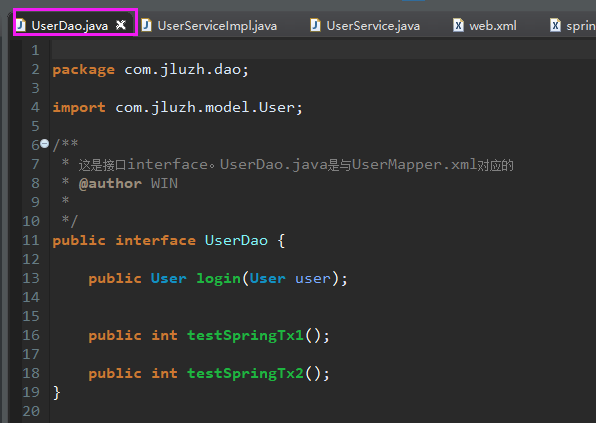 UserDao.java UserServiceImpl.java UserService.java web.xml sprin
1
2 package com.jluzh.dao;
3
4 import com.jluzh.model.User;
5
6 /**
7 * 这是接口interface。UserDao.java是与UserMapper.xml对应的
8 * @author WIN
9 *
10 */
11 public interface UserDao {
12
13 public User login(User user);
14
15
16 public int testSpringTx1();
17
18 public int testSpringTx2();
19 }
20